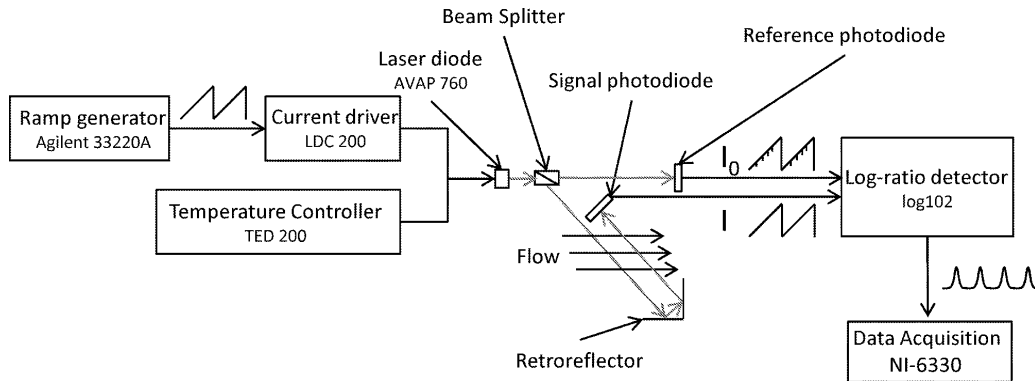 Beam Splitter
Reference photodiode
Laser diode
AVAP 760
Signal photodiode
Ramp generator
Agilent 33220A
Current driver
LDC 200
I0
Log-ratio detector
log102
Temperature Controller
TED 200
I
Flow
Retroreflector
Data Acquisition
NI-6330